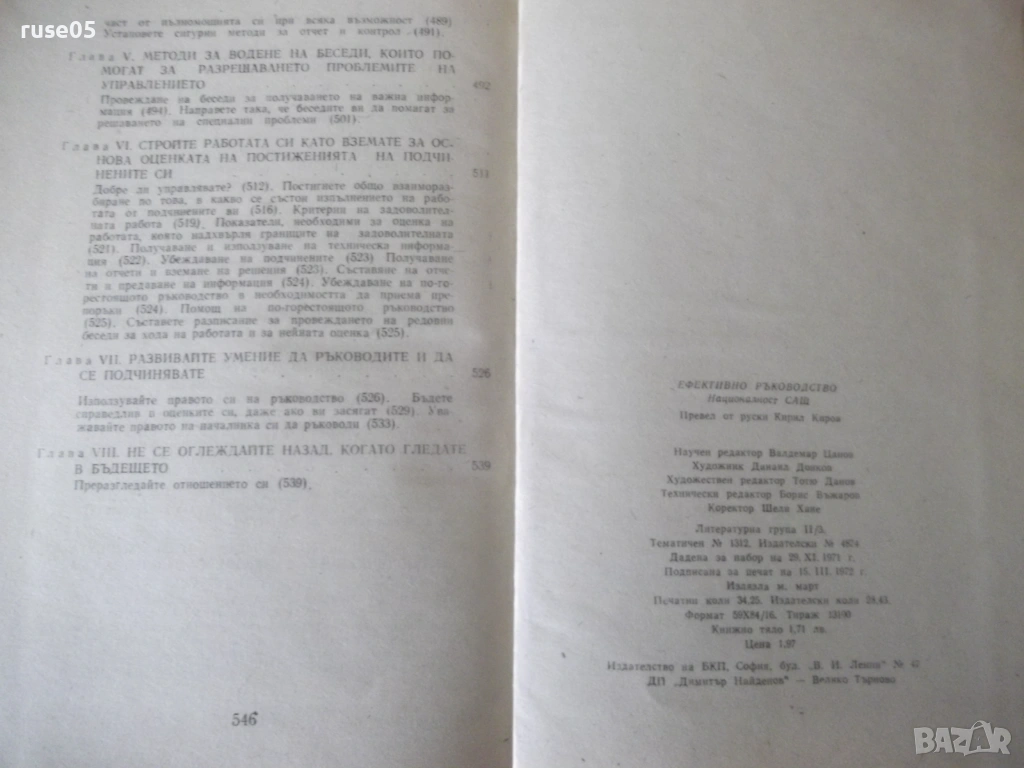 ruse05
част от пълномощията си при всяка възможност (489)
Установете сигурни методи за отчет и контрол (491).
Глава V. МЕТОДИ ЗА ВОДЕНЕ НА БЕСЕДИ, КОИТО ПО-
МОГАТ ЗА РАЗРЕШАВАНЕТО ПРОБЛЕМИТЕ НА
УПРАВЛЕНИЕТО 492
Провеждане на беседи за получаването на важна инфор-
мация (494). Направете така, че беседите ви да помагат за
решаването на специални проблеми (501).
Глава VI. СТРОЙТЕ РАБОТАТА СИ КАТО ВЗЕМАТЕ ЗА ОС-
НОВА ОЦЕНКАТА НА ПОСТИЖЕНИЯТА НА ПОДЧИ-
НЕНИТЕ СИ 511
Добре ли управлявате? (512). Постигнете общо взаиморaз-
биране по това, в какво се състои изпълнението на рабо-
тата от подчинените ви (516). Критерии на задоволител-
ната работа (519). Показатели, необходими за оценка на
работата, която надхвърля границите на задоволителната
(521). Получаване и използуване на техническа информа-
ция (522). Убеждаване на подчинените (523) Получаване
на отчети и вземане на решения (523). Съставяне на отче-
ти и предаване на информация (524). Убеждаване на по-го-
рестоящото ръководство в необходимостта да приема пре-
поръки (524). Помощ на по-горестоящото ръководство
(525). Съставете разписание за провеждането на редовни
беседи за хода на работата и за нейната оценка (525).
Глава VII. РАЗВИВАЙТЕ УМЕНИЕ ДА РЪКОВОДИТЕ И ДА
СЕ ПОДЧИНЯВАТЕ 526
Използувайте правото си на ръководство (526). Бъдете
справедливи в оценките си, даже ако ви засягат (529). Ува-
жавайте правото на началника си да ръководи (533).
Глава VIII. НЕ СЕ ОГЛЕЖДАЙТЕ НАЗАД, КОГАТО ГЛЕДАТЕ
В БЪДЕЩЕТО 539
Преразгледайте отношението си (539).
546
ЕФЕКТИВНО РЪКОВОДСТВО
Националност САЩ
Превел от руски Кирил Киров
Научен редактор Валдемар Цанов
Художник Данаил Донков
Художествен редактор Тотю Данов
Технически редактор Борис Въжаров
Коректор Шели Хане
Литературна група II/3.
Тематичен № 1312. Издателски № 4824
Дадена за набор на 29. XI. 1971 г.
Подписана за печат на 15. III. 1972 г.
Излязла м. март
Печатни коли 34,25. Издателски коли 28,43.
Формат 59X84/16. Тираж 13190
Книжно тяло 1,71 лв.
Цена 1,97
Издателство на БКП, София, бул. „В. И. Ленин" № 47
ДП „Димитър Найденов" — Велико Търново
BAZAR